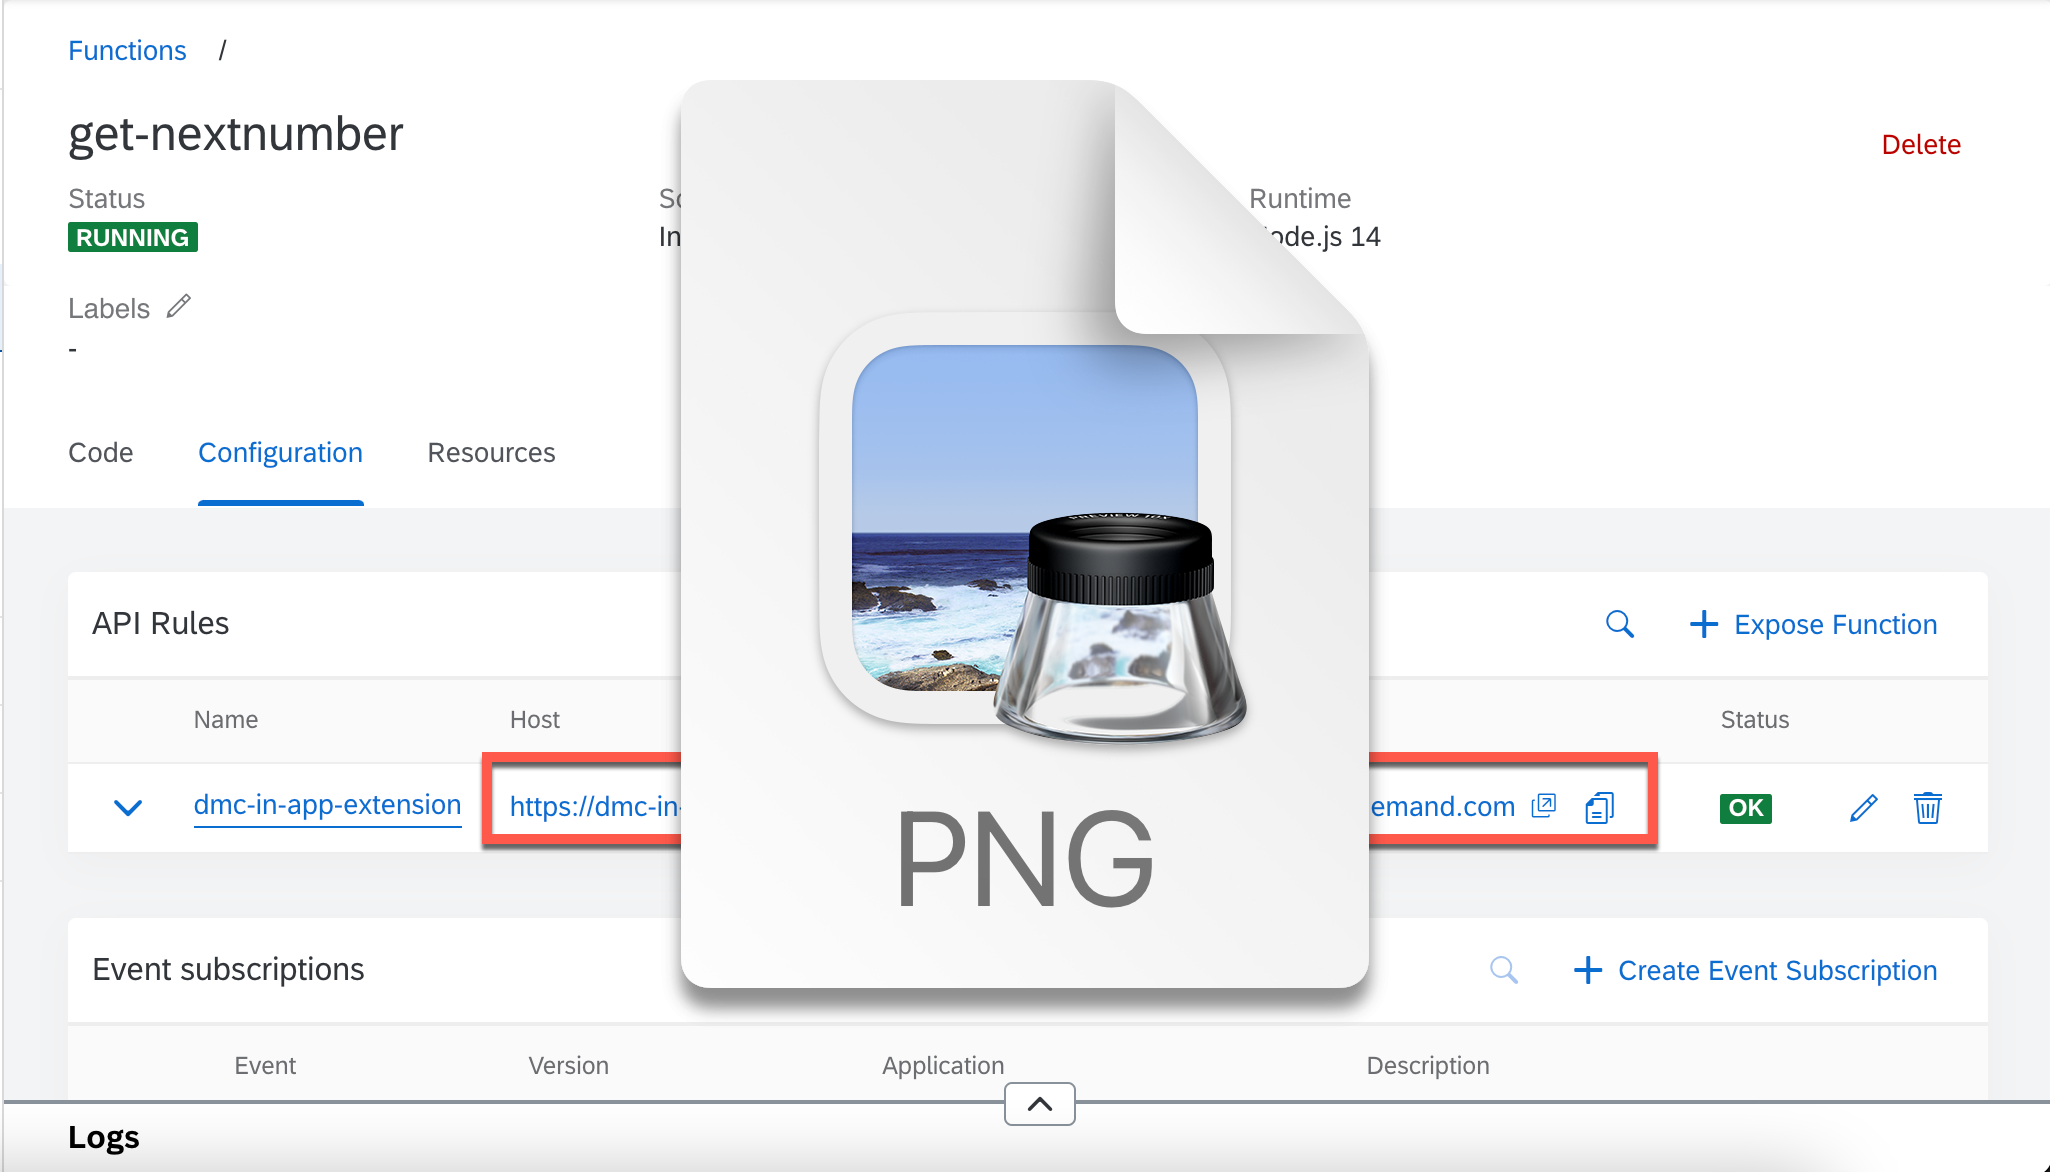 Functions /
get-nextnumber
Delete
Status
Runtime
RUNNING
In
ode.js 14
Labels
-
Code Configuration Resources
API Rules
Expose Function
Name Host Status
dmc-in-app-extension https://dmc-in- emand.com OK
PNG
Event subscriptions
Create Event Subscription
Event Version Application Description
Logs